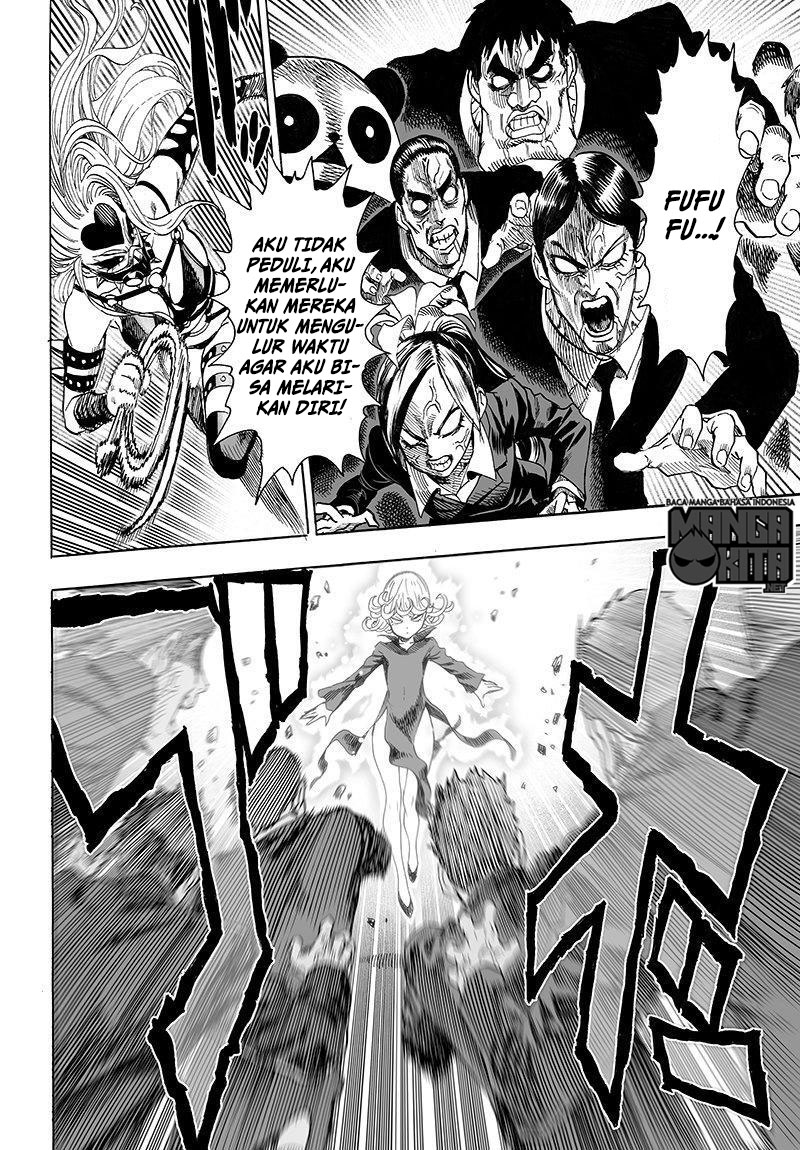 FUFU
FU...!
AKU TIDAK
PEDULI, AKU
MEMERLU-
KAN MEREKA
UNTUK MENGU-
LUR WAKTU
AGAR AKU BI-
SA MELARI-
KAN DIRI!
BACA MANGA BAHASA INDONESIA
MANGA
KITA